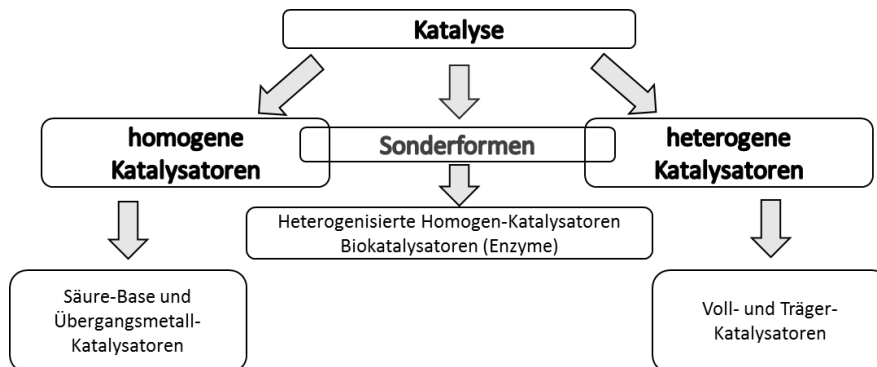 Katalyse
homogene
Katalysatoren
Sonderformen
heterogene
Katalysatoren
Heterogenisierte Homogen-Katalysatoren
Biokatalysatoren (Enzyme)
Säure-Base und
Übergangsmetall-
Katalysatoren
Voll- und Träger-
Katalysatoren